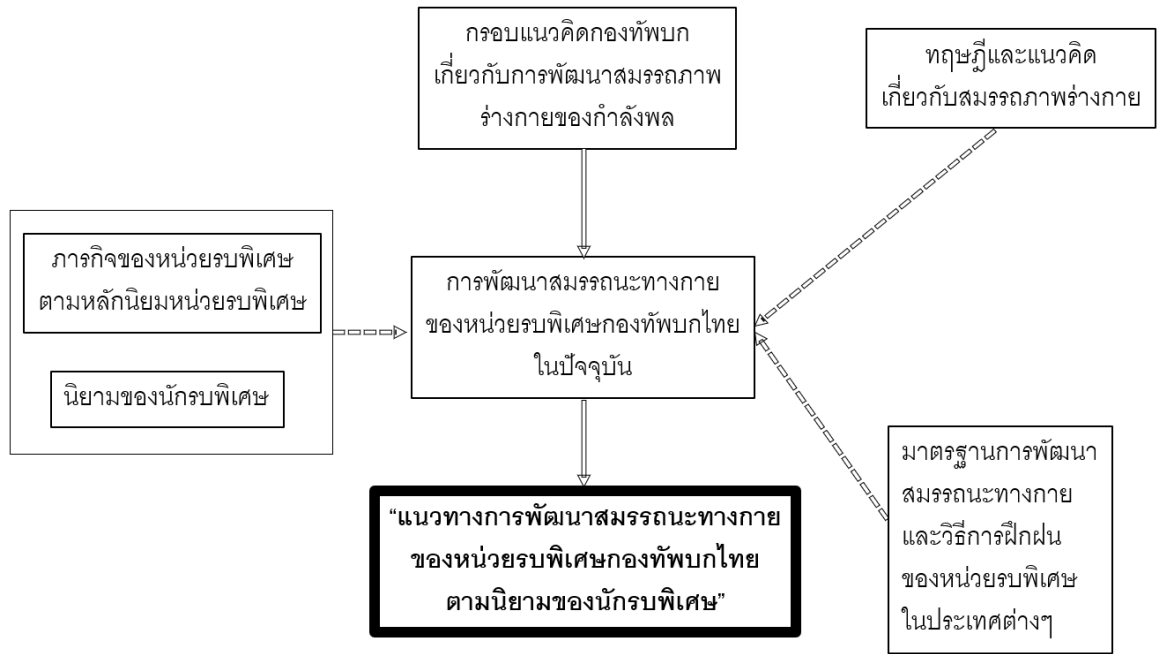 กรอบแนวคิดกองทัพบก
เกี่ยวกับการพัฒนาสมรรถภาพ
ร่างกายของกำลังพล
ทฤษฎีและแนวคิด
เกี่ยวกับสมรรถภาพร่างกาย
ภารกิจของหน่วยรบพิเศษ
ตามหลักนิยมหน่วยรบพิเศษ
นิยามของนักรบพิเศษ
การพัฒนาสมรรถนะทางกาย
ของหน่วยรบพิเศษกองทัพบกไทย
ในปัจจุบัน
มาตรฐานการพัฒนา
สมรรถนะทางกาย
และวิธีการฝึกฝน
ของหน่วยรบพิเศษ
ในประเทศต่างๆ
“แนวทางการพัฒนาสมรรถนะทางกาย
ของหน่วยรบพิเศษกองทัพบกไทย
ตามนิยามของนักรบพิเศษ”